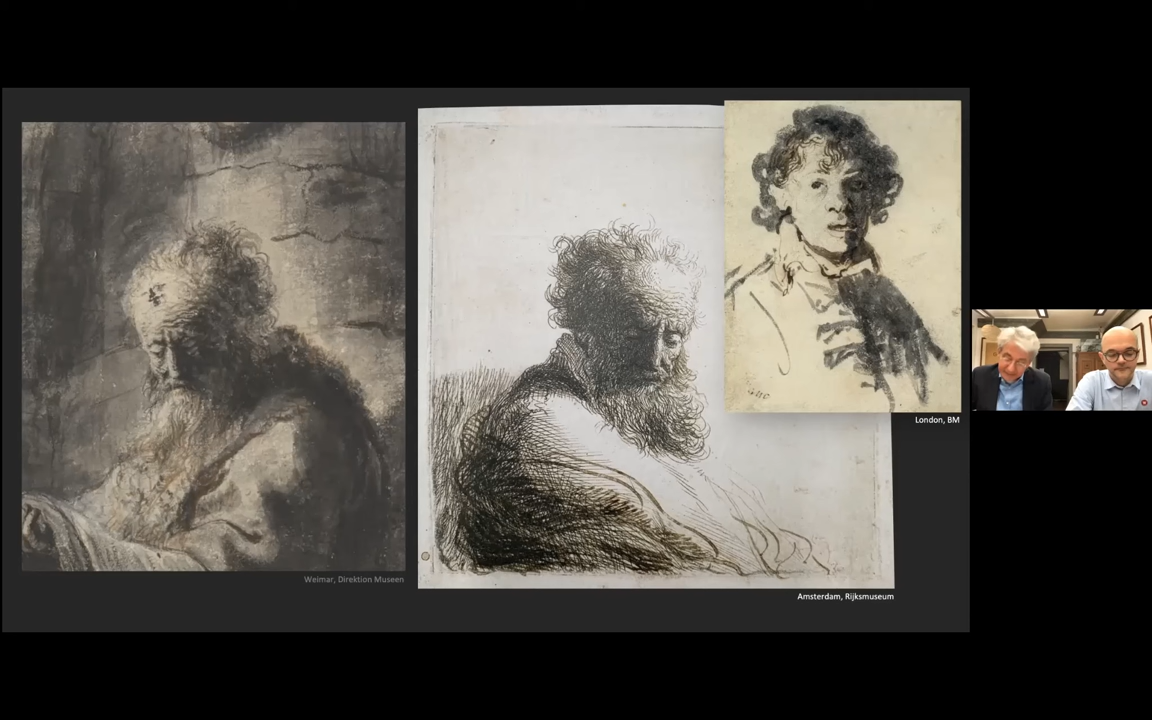 Weimar, Direktion Museen
Amsterdam, Rijksmuseum
London, BM